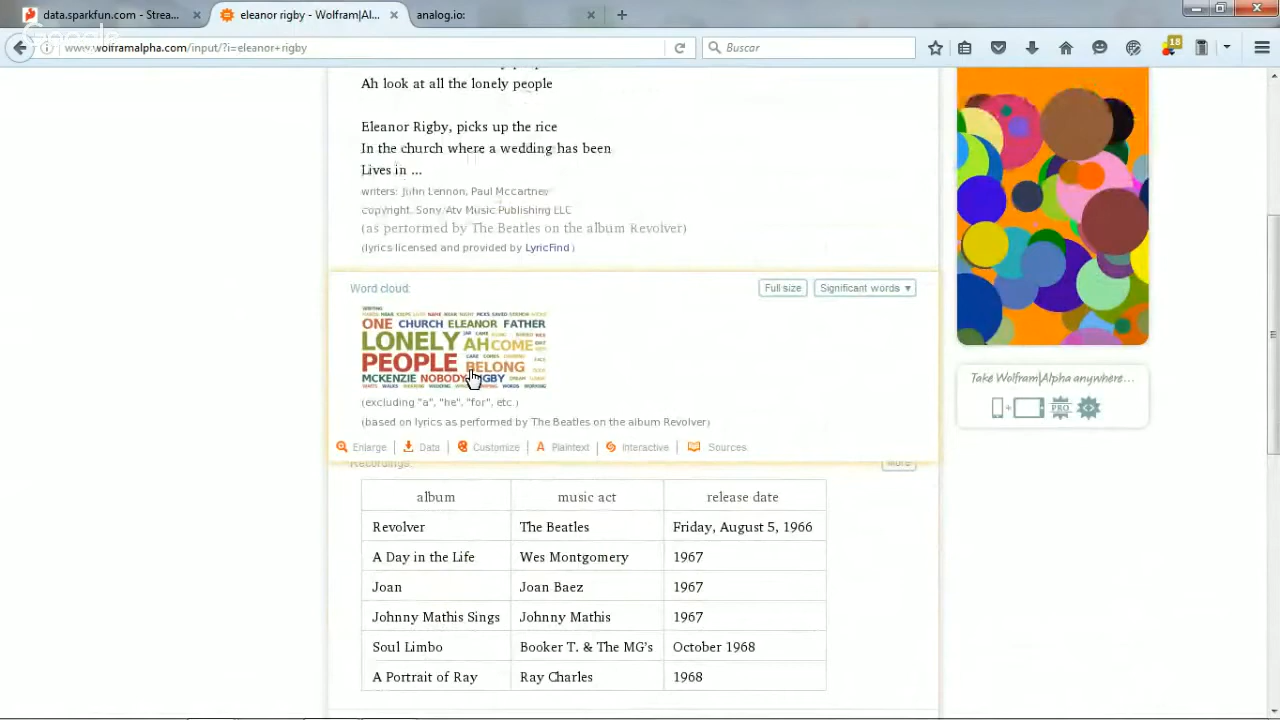 data.sparkfun.com - Strea...
eleanor rigby - Wolfram|Al...
analog.io:
Google
www.wolframalpha.com/input/?i=eleanor+rigby
Buscar
18
Ah look at all the lonely people
Eleanor Rigby, picks up the rice
In the church where a wedding has been
Lives in ...
writers: John Lennon, Paul Mccartney
copyright: Sony/Atv Music Publishing LLC
(as performed by The Beatles on the album Revolver)
(lyrics licensed and provided by LyricFind )
Word cloud:
Full size
Significant words ▾
ONE CHURCH ELEANOR FATHER
LONELY AH COME
PEOPLE BELONG
MCKENZIE NOBODY RIGBY
(excluding "a", "he", "for", etc.)
(based on lyrics as performed by The Beatles on the album Revolver)
Enlarge
Data
Customize
A Plaintext
Interactive
Sources
Recordings:
More
album music act release date
Revolver The Beatles Friday, August 5, 1966
A Day in the Life Wes Montgomery 1967
Joan Joan Baez 1967
Johnny Mathis Sings Johnny Mathis 1967
Soul Limbo Booker T. & The MG's October 1968
A Portrait of Ray Ray Charles 1968
Take Wolfram|Alpha anywhere...
PRO